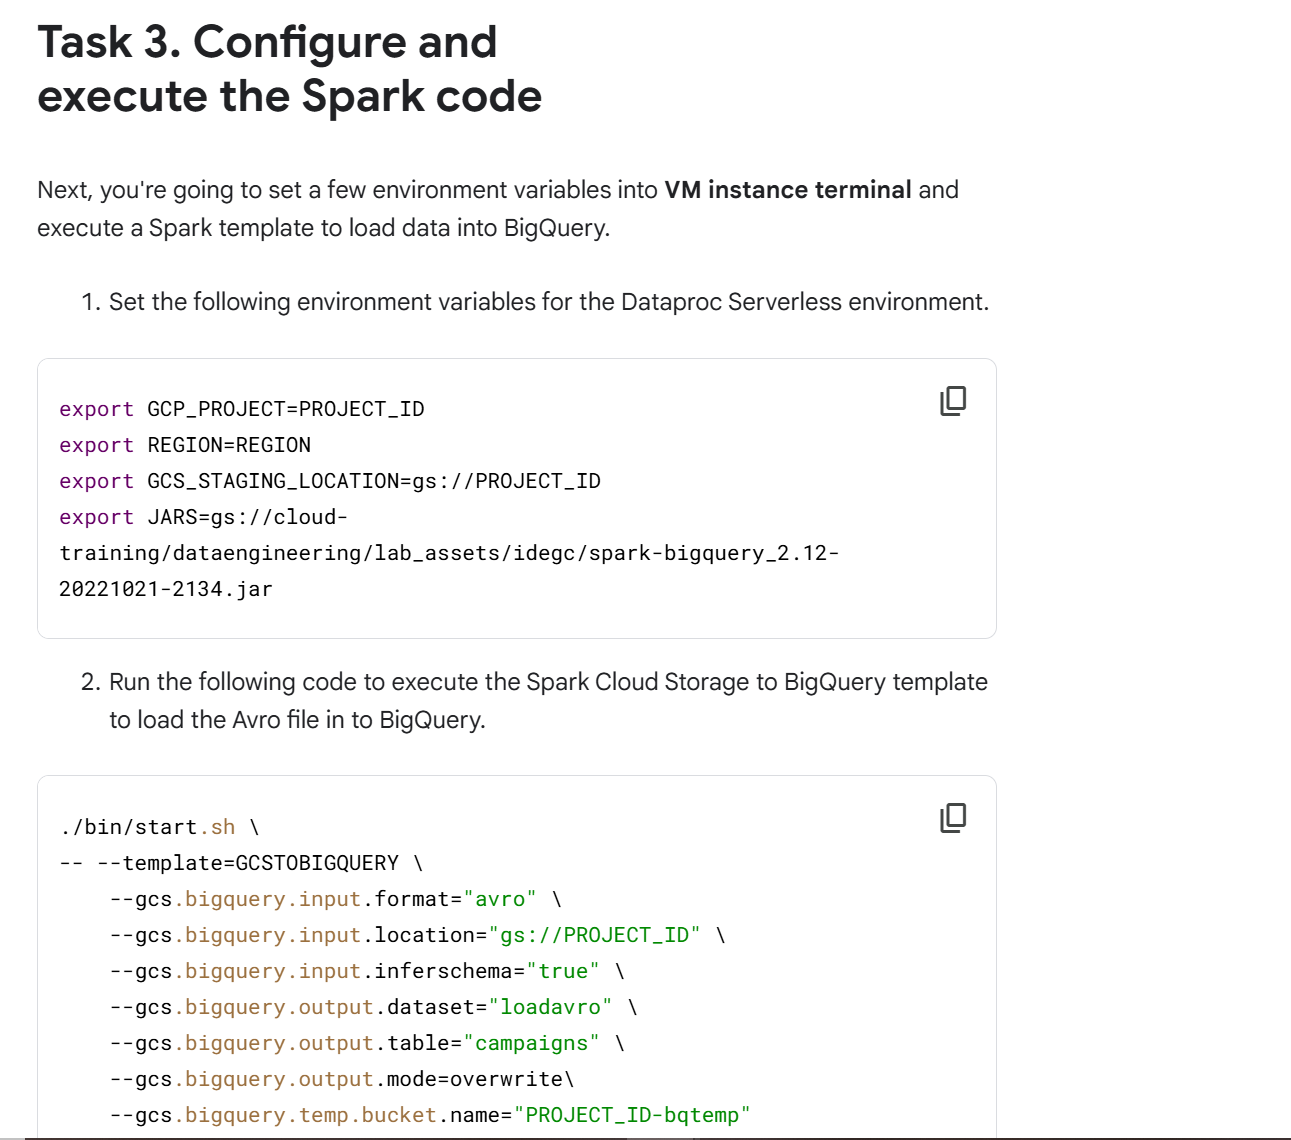 Task 3. Configure and
execute the Spark code
Next, you're going to set a few environment variables into VM instance terminal and
execute a Spark template to load data into BigQuery.
1. Set the following environment variables for the Dataproc Serverless environment.
export GCP_PROJECT=PROJECT_ID
export REGION=REGION
export GCS_STAGING_LOCATION=gs://PROJECT_ID
export JARS=gs://cloud-
training/dataengineering/lab_assets/idegc/spark-bigquery_2.12-
20221021-2134.jar
2. Run the following code to execute the Spark Cloud Storage to BigQuery template
to load the Avro file in to BigQuery.
./bin/start.sh \
-- --template=GCSTOBIGQUERY \
    --gcs.bigquery.input.format="avro" \
    --gcs.bigquery.input.location="gs://PROJECT_ID" \
    --gcs.bigquery.input.inferschema="true" \
    --gcs.bigquery.output.dataset="loadavro" \
    --gcs.bigquery.output.table="campaigns" \
    --gcs.bigquery.output.mode=overwrite\
    --gcs.bigquery.temp.bucket.name="PROJECT_ID-bqtemp"